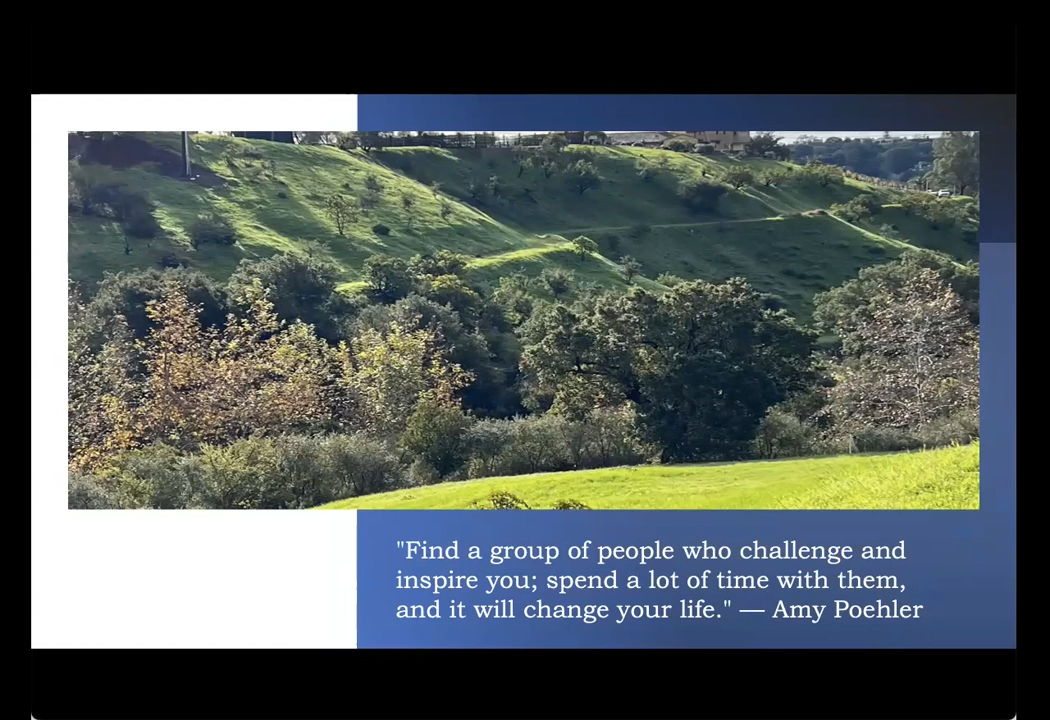 "Find a group of people who challenge and
inspire you; spend a lot of time with them,
and it will change your life." — Amy Poehler